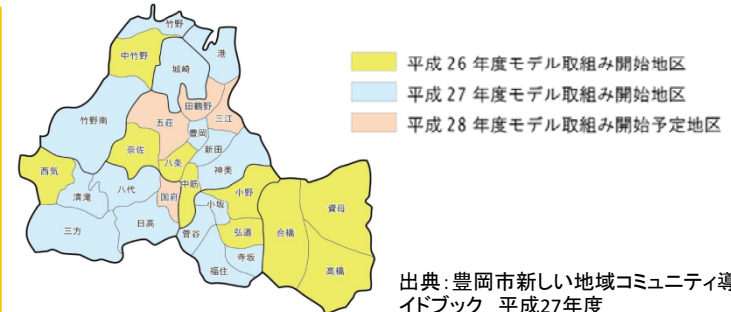 竹野
港
中竹野
城崎
田鶴野
三江
竹野南
五荘
豊岡
新田
奈佐
八条
神美
西気
中筋
清滝
八代
国府
小坂
小野
資母
三方
日高
菅谷
弘道
合橋
寺坂
福住
高橋
平成 26 年度モデル取組み開始地区
平成 27 年度モデル取組み開始地区
平成 28 年度モデル取組み開始予定地区
出典：豊岡市新しい地域コミュニティ導
イドブック 平成27年度